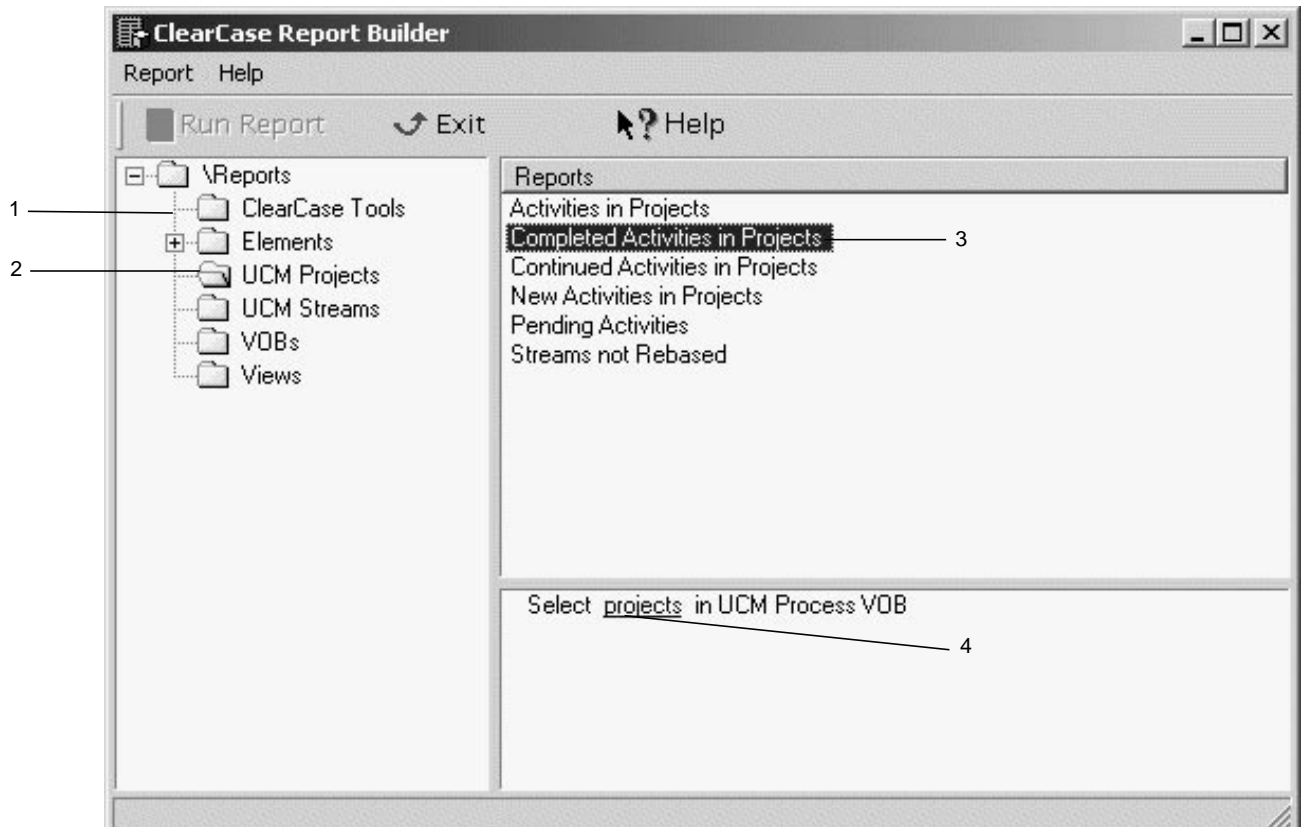 ClearCase Report Builder
Report Help
Run Report Exit Help
\Reports
ClearCase Tools
Elements
UCM Projects
UCM Streams
VOBs
Views
1
2
Reports
Activities in Projects
Completed Activities in Projects
Continued Activities in Projects
New Activities in Projects
Pending Activities
Streams not Rebased
3
Select projects in UCM Process VOB
4